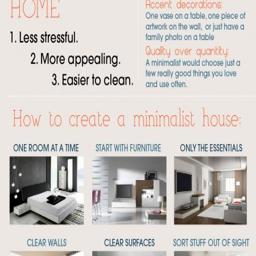 HOME
1. Less stressful.
2. More appealing.
3. Easier to clean.
Accent decorations:
One vase on a table, one piece of
artwork on the wall, or just have a
family photo on a table
Quality over quantity:
A minimalist would choose just a
few really good things you love
and use often.
How to create a minimalist house:
ONE ROOM AT A TIME
START WITH FURNITURE
ONLY THE ESSENTIALS
CLEAR WALLS
CLEAR SURFACES
SORT STUFF OUT OF SIGHT